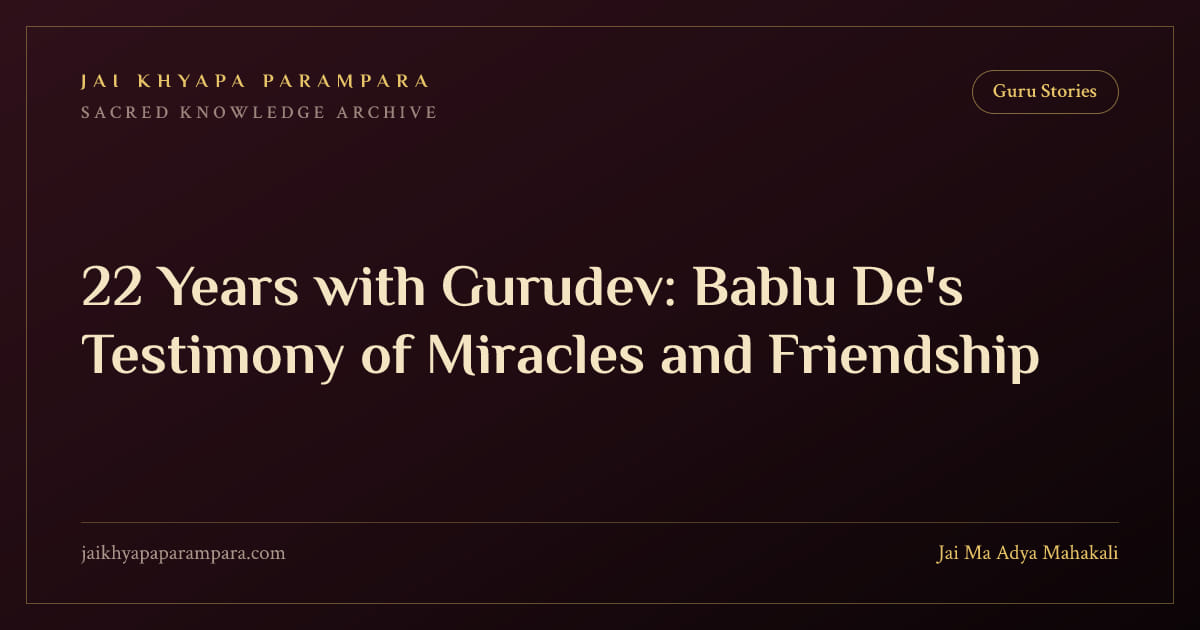 JAI KHYAPA PARAMPARA
SACRED KNOWLEDGE ARCHIVE
Guru Stories
22 Years with Gurudev: Bablu De's
Testimony of Miracles and Friendship
jaikhyapaparampara.com
Jai Ma Adya Mahakali